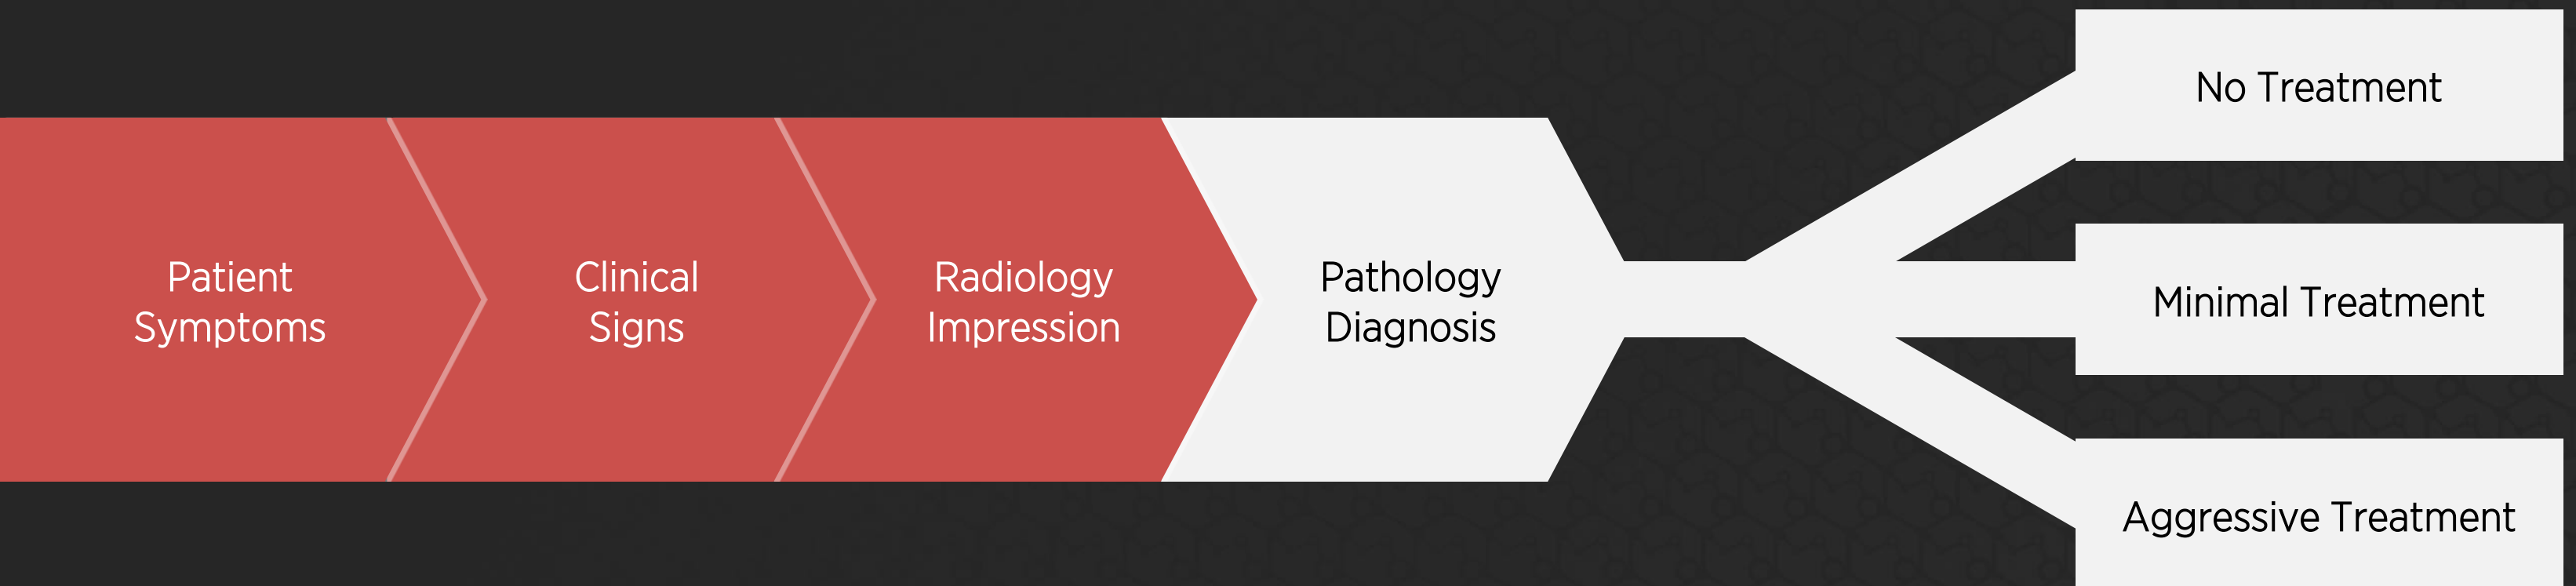 Patient
Symptoms
Clinical
Signs
Radiology
Impression
Pathology
Diagnosis
No Treatment
Minimal Treatment
Aggressive Treatment